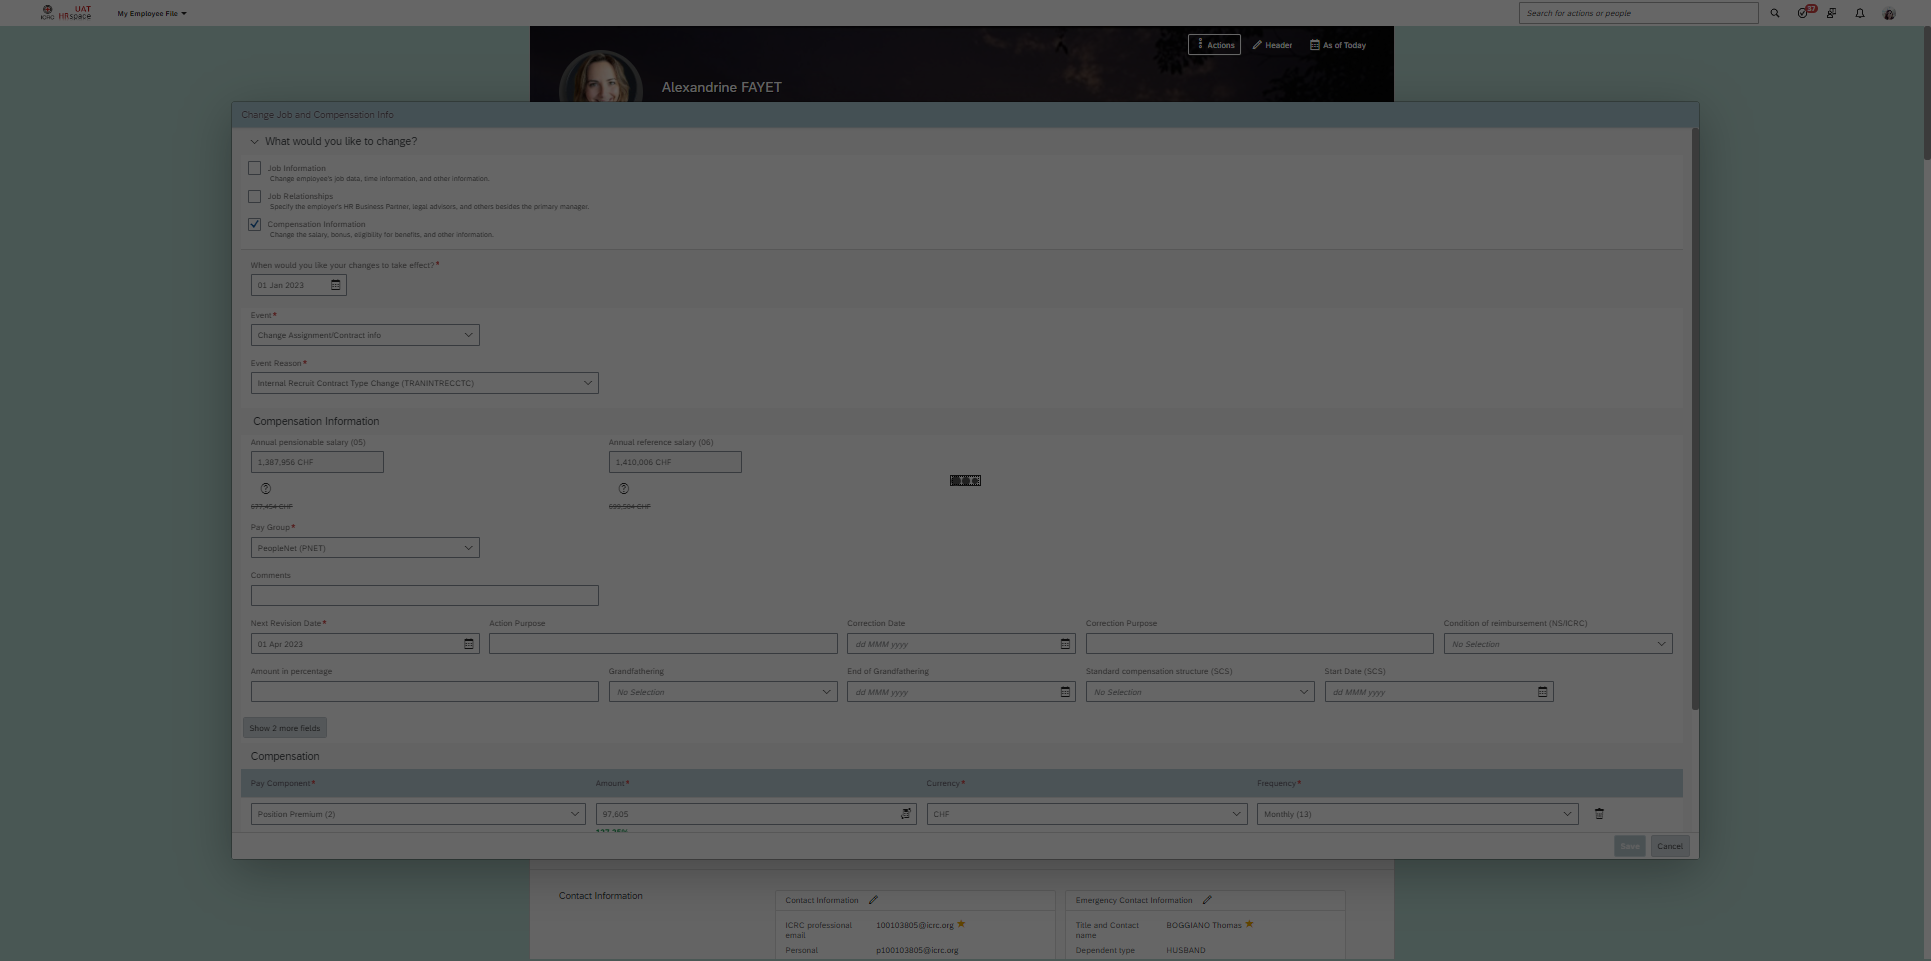 UAT
ICRC HRspace
My Employee File
Search for actions or people
37
Actions
Header
As of Today
Alexandrine FAYET
Change Job and Compensation Info
What would you like to change?
Job Information
Change employee's job data, time information, and other information.
Job Relationships
Specify the employer's HR Business Partner, legal advisors, and others besides the primary manager.
Compensation Information
Change the salary, bonus, eligibility for benefits, and other information.
When would you like your changes to take effect?*
01 Jan 2023
Event*
Change Assignment/Contract info
Event Reason*
Internal Recruit Contract Type Change (TRANINTRECCTC)
Compensation Information
Annual pensionable salary (05)
Annual reference salary (06)
1,387,956 CHF
1,410,006 CHF
Pay Group*
PeopleNet (PNET)
Comments
Next Revision Date*
Action Purpose
Correction Date
Correction Purpose
Condition of reimbursement (NS/ICRC)
01 Apr 2023
dd MMM yyyy
No Selection
Amount in percentage
Grandfathering
End of Grandfathering
Standard compensation structure (SCS)
Start Date (SCS)
No Selection
dd MMM yyyy
No Selection
dd MMM yyyy
Show 2 more fields
Compensation
Pay Component*
Amount*
Currency*
Frequency*
Position Premium (2)
97,605
CHF
Monthly (13)
Save
Cancel
Contact Information
Contact Information
Emergency Contact Information
ICRC professional email
100103805@icrc.org
Title and Contact name
BOGGIANO Thomas
Personal
p100103805@icrc.org
Dependent type
HUSBAND